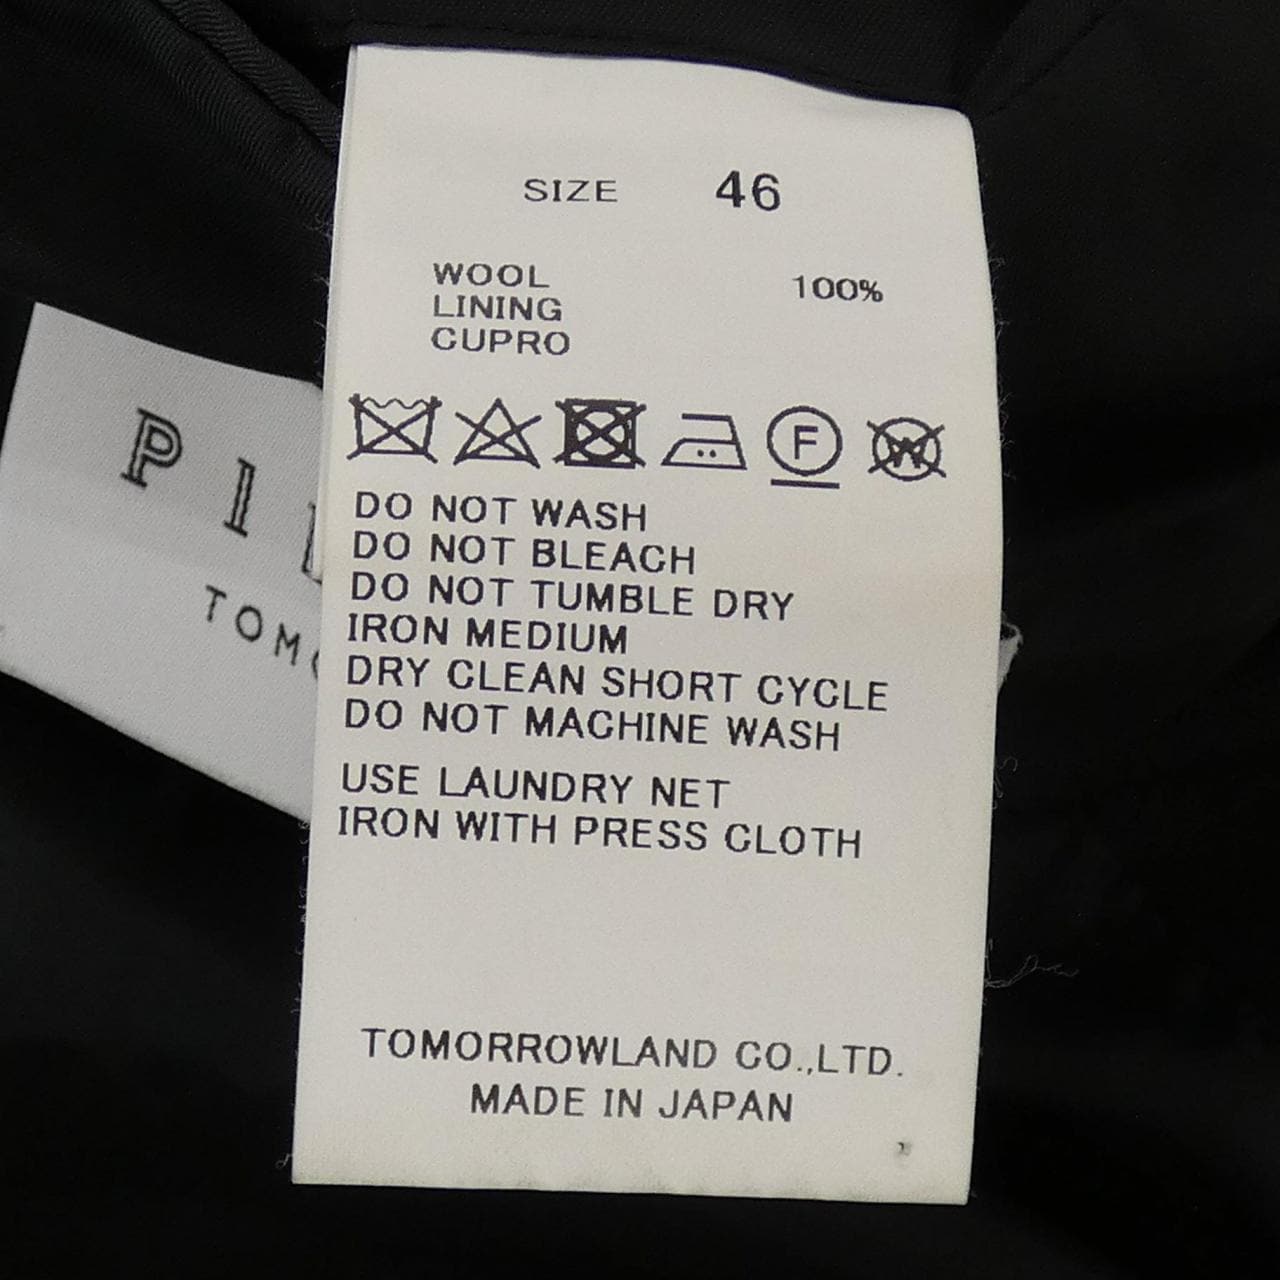 SIZE 46
WOOL 100%
LINING
CUPRO
F W
DO NOT WASH
DO NOT BLEACH
DO NOT TUMBLE DRY
IRON MEDIUM
DRY CLEAN SHORT CYCLE
DO NOT MACHINE WASH
USE LAUNDRY NET
IRON WITH PRESS CLOTH
TOMORROWLAND CO.,LTD.
MADE IN JAPAN